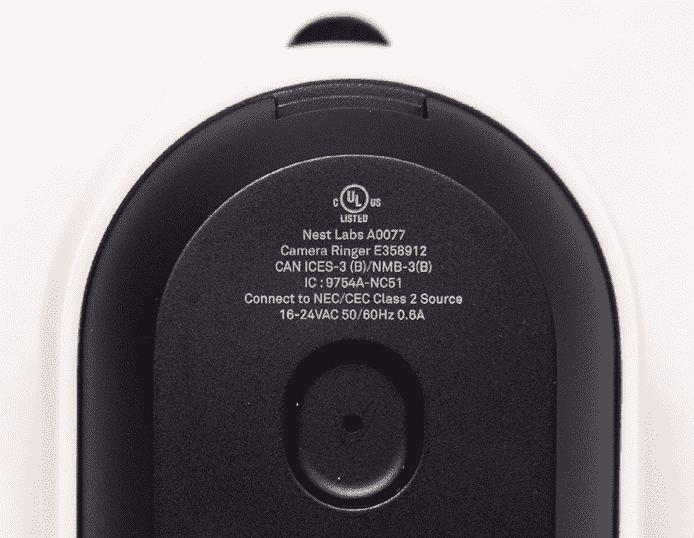 C UL US
LISTED
Nest Labs A0077
Camera Ringer E358912
CAN ICES-3 (B)/NMB-3(B)
IC : 9754A-NC51
Connect to NEC/CEC Class 2 Source
16-24VAC 50/60Hz 0.6A